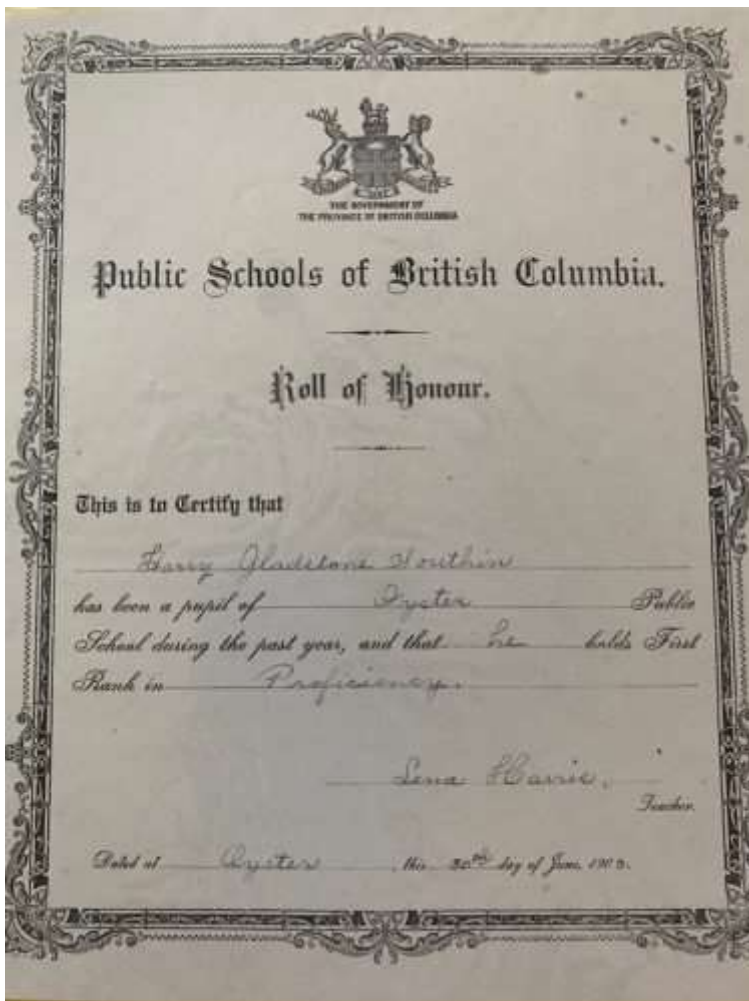 THE GOVERNMENT OF
THE PROVINCE OF BRITISH COLUMBIA
Public Schools of British Columbia.
Roll of Honour.
This is to Certify that
Harry Gladstone Southin
has been a pupil of Oyster Public
School during the past year, and that he holds First
Rank in Proficiency.
Lena
Teacher.
Dated at Oyster this 30th day of June,